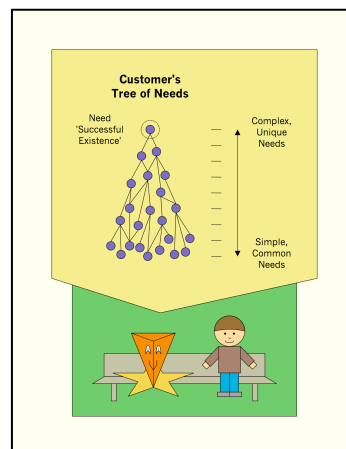 Customer's
Tree of Needs
Need
'Successful
Existence'
Complex,
Unique
Needs
Simple,
Common
Needs